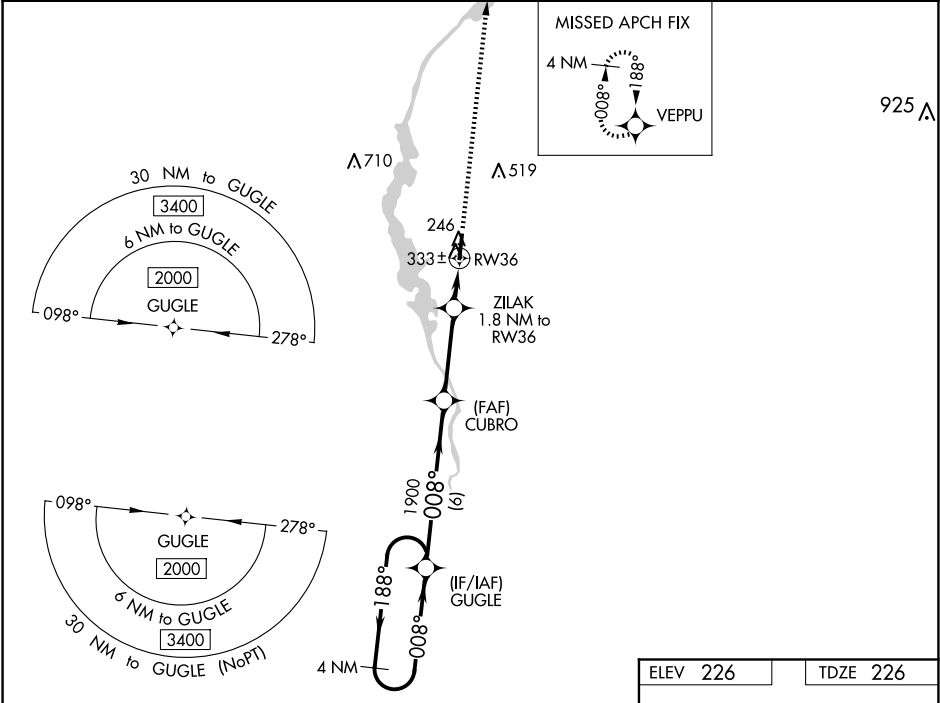 MISSED APCH FIX
4 NM
188°
008°
VEPPU
925
710
519
30 NM to GUGLE
3400
6 NM to GUGLE
2000
GUGLE
098°
278°
246
333± RW36
ZILAK
1.8 NM to
RW36
(FAF)
CUBRO
1900
008°
(6)
098°
278°
GUGLE
2000
6 NM to GUGLE
3400
30 NM to GUGLE (NoPT)
(IF/IAF)
GUGLE
188°
008°
4 NM
ELEV 226
TDZE 226